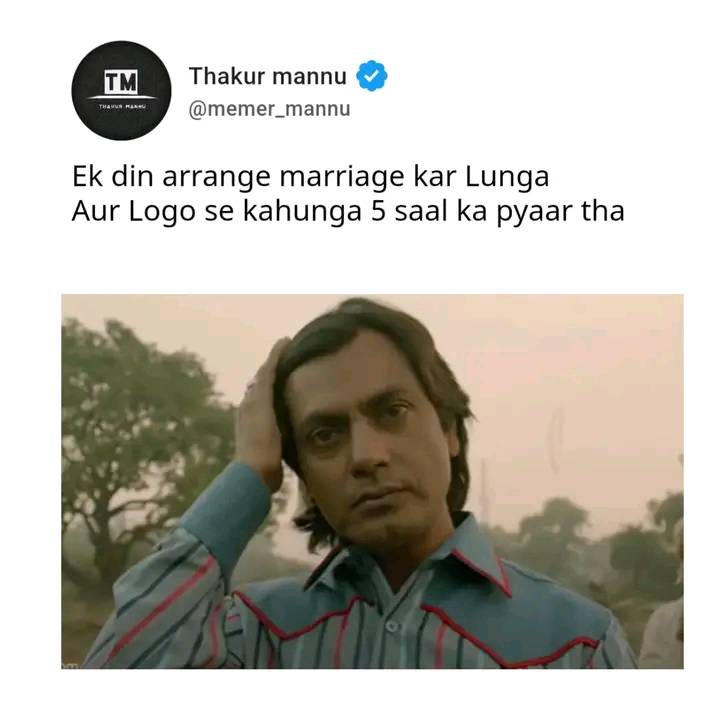 TM
THAKUR MANNU
Thakur mannu
@memer_mannu
Ek din arrange marriage kar Lunga
Aur Logo se kahunga 5 saal ka pyaar tha